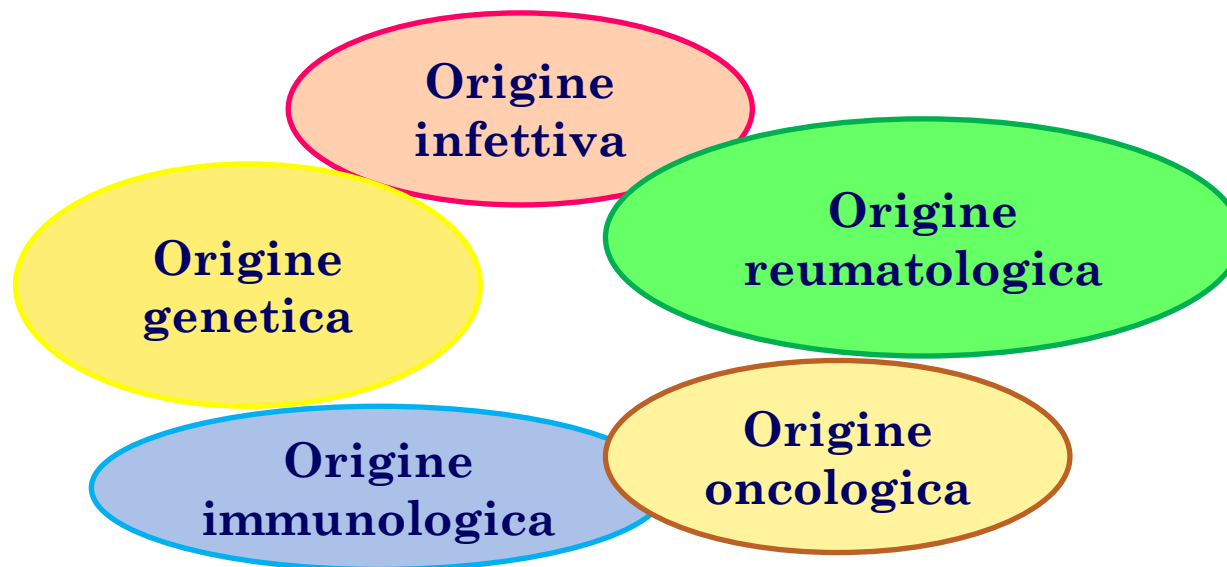 Origine
infettiva
Origine
reumatologica
Origine
genetica
Origine
oncologica
Origine
immunologica